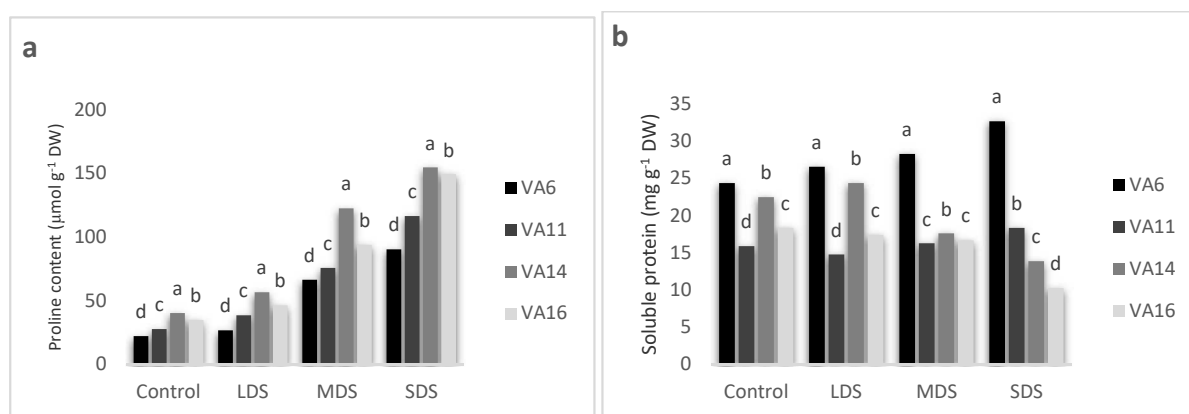 a
Proline content (µmol g⁻¹ DW)
200
150
100
50
0
d c a b
d c a b
d c a b
d c a b
Control LDS MDS SDS
VA6
VA11
VA14
VA16
b
Soluble protein (mg g⁻¹ DW)
35
30
25
20
15
10
5
0
a d b c
a d b c
a c b c
a b c d
Control LDS MDS SDS
VA6
VA11
VA14
VA16